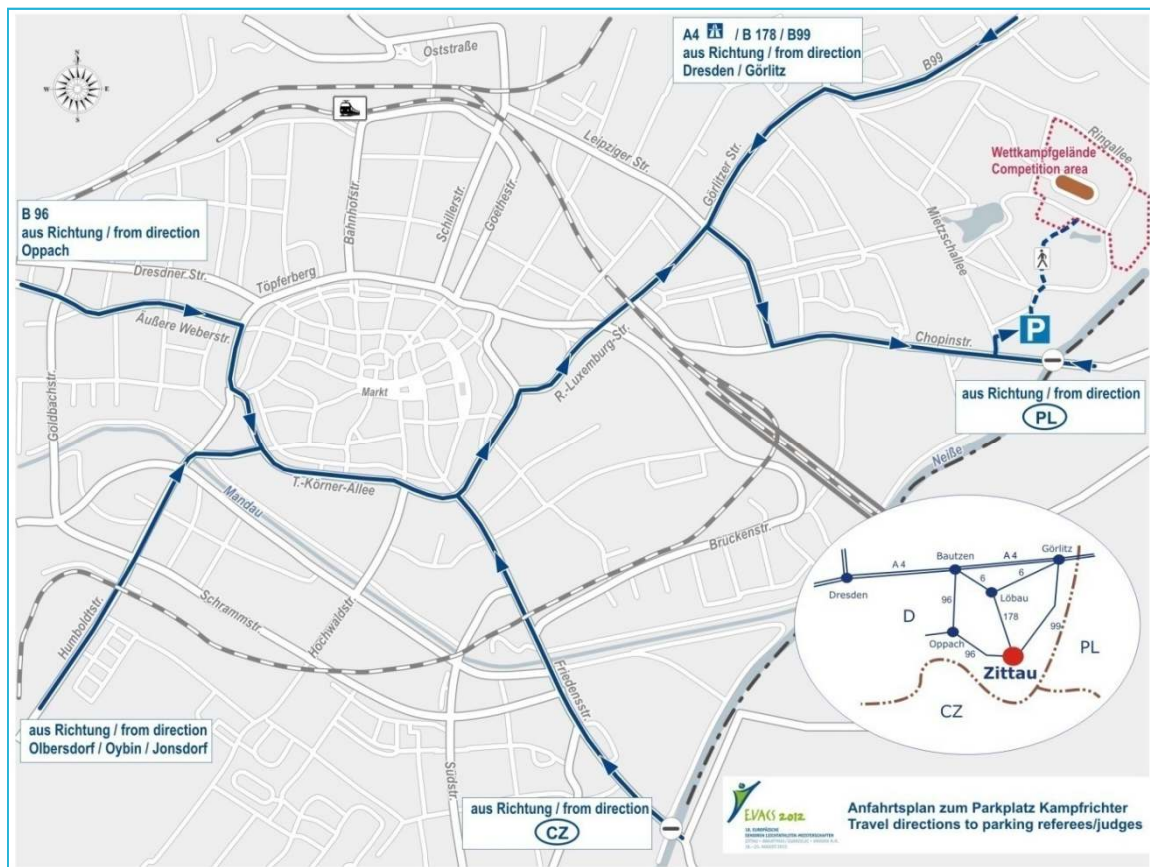 Oststraße
A4 / B 178 / B99
aus Richtung / from direction
Dresden / Görlitz
B99
N
W E
S
Leipziger Str.
Görlitzer Str.
Ringallee
Wettkampfgelände
Competition area
Mietzschallee
B 96
aus Richtung / from direction
Oppach
Bahnhofstr.
Schillerstr.
Goethestr.
Dresdner Str.
Töpferberg
Äußere Weberstr.
Goldbachstr.
Markt
R.-Luxemburg-Str.
Chopinstr.
P
aus Richtung / from direction
PL
Neiße
T.-Körner-Allee
Mandau
Brückenstr.
Humboldtstr.
Schrammstr
Hochwaldstr.
Friedensstr.
Südstr.
aus Richtung / from direction
Olbersdorf / Oybin / Jonsdorf
aus Richtung / from direction
CZ
Görlitz
Bautzen
A 4
A 4
Dresden
6
6
Löbau
96
178
99
D
Oppach
96
Zittau
PL
CZ
EVACS 2012
Anfahrtsplan zum Parkplatz Kampfrichter
Travel directions to parking referees/judges